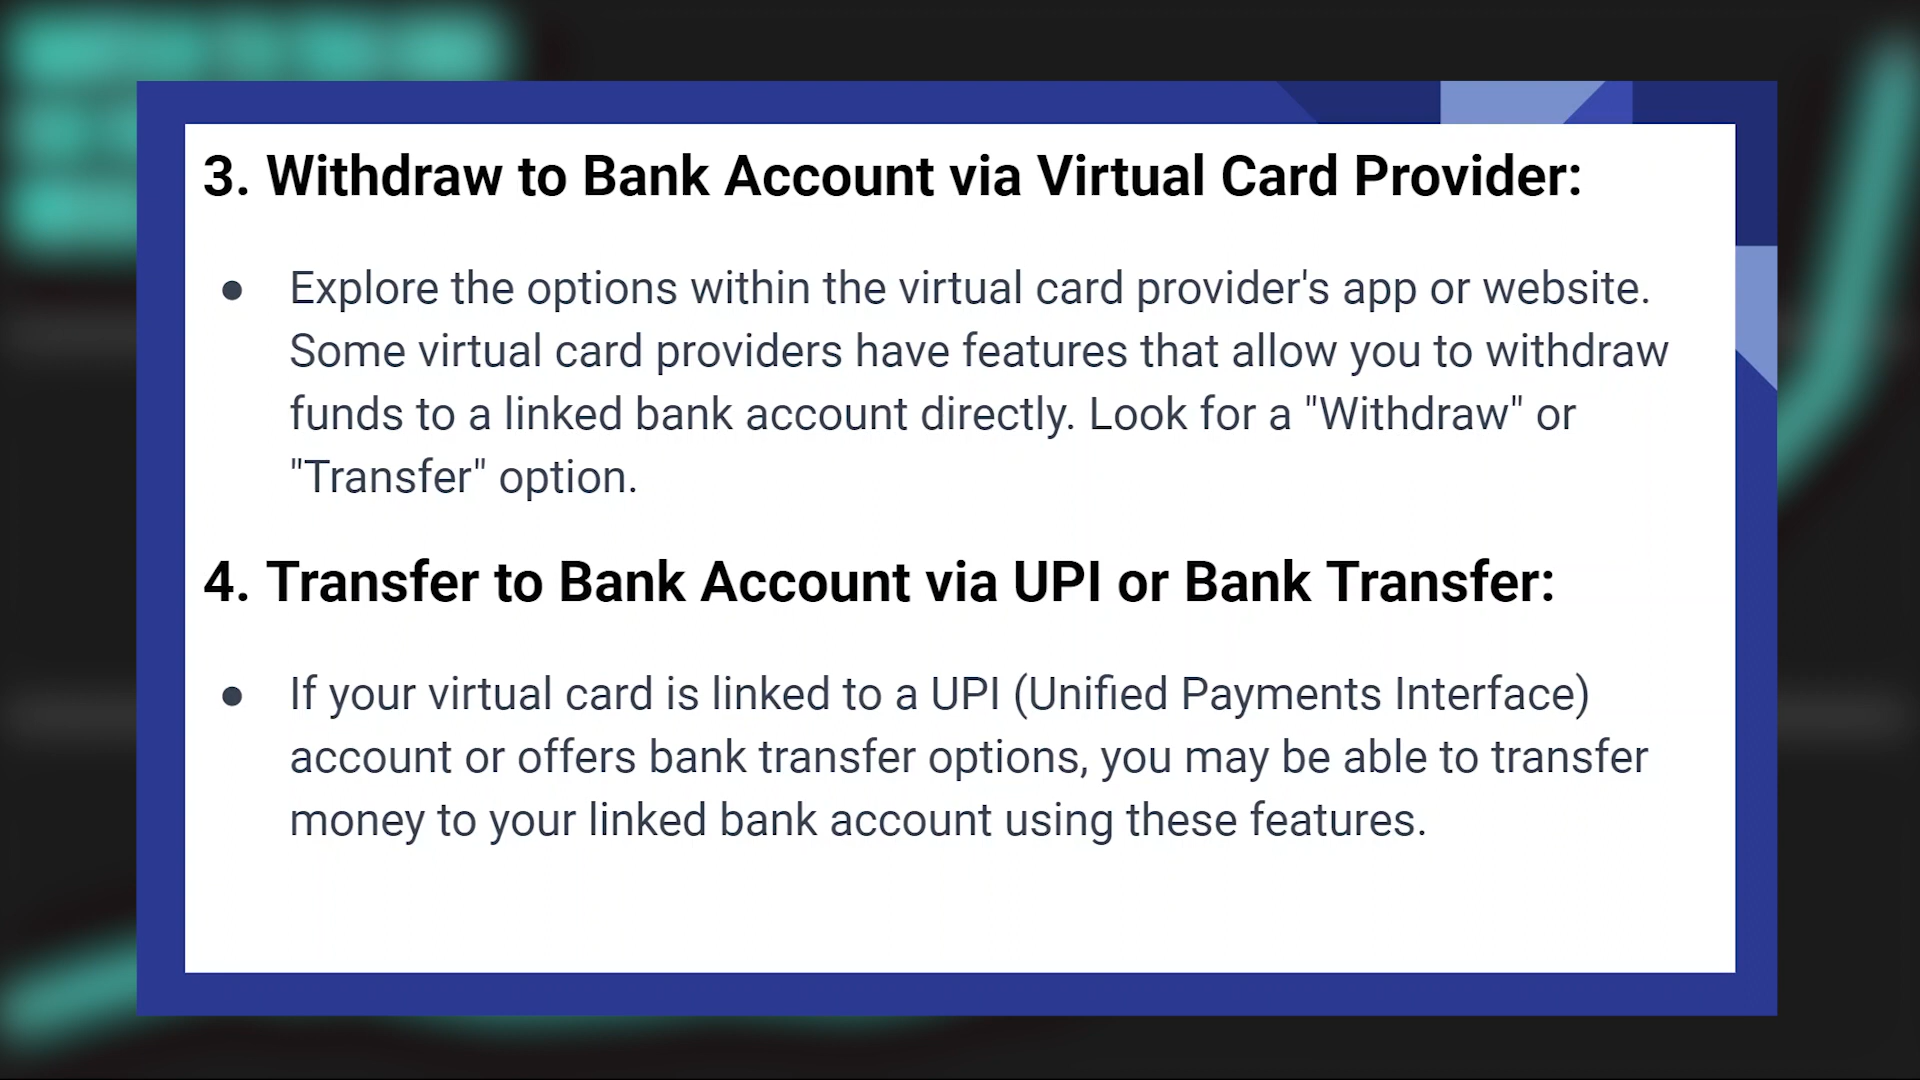 3. Withdraw to Bank Account via Virtual Card Provider:
● Explore the options within the virtual card provider's app or website.
Some virtual card providers have features that allow you to withdraw
funds to a linked bank account directly. Look for a "Withdraw" or
"Transfer" option.
4. Transfer to Bank Account via UPI or Bank Transfer:
● If your virtual card is linked to a UPI (Unified Payments Interface)
account or offers bank transfer options, you may be able to transfer
money to your linked bank account using these features.